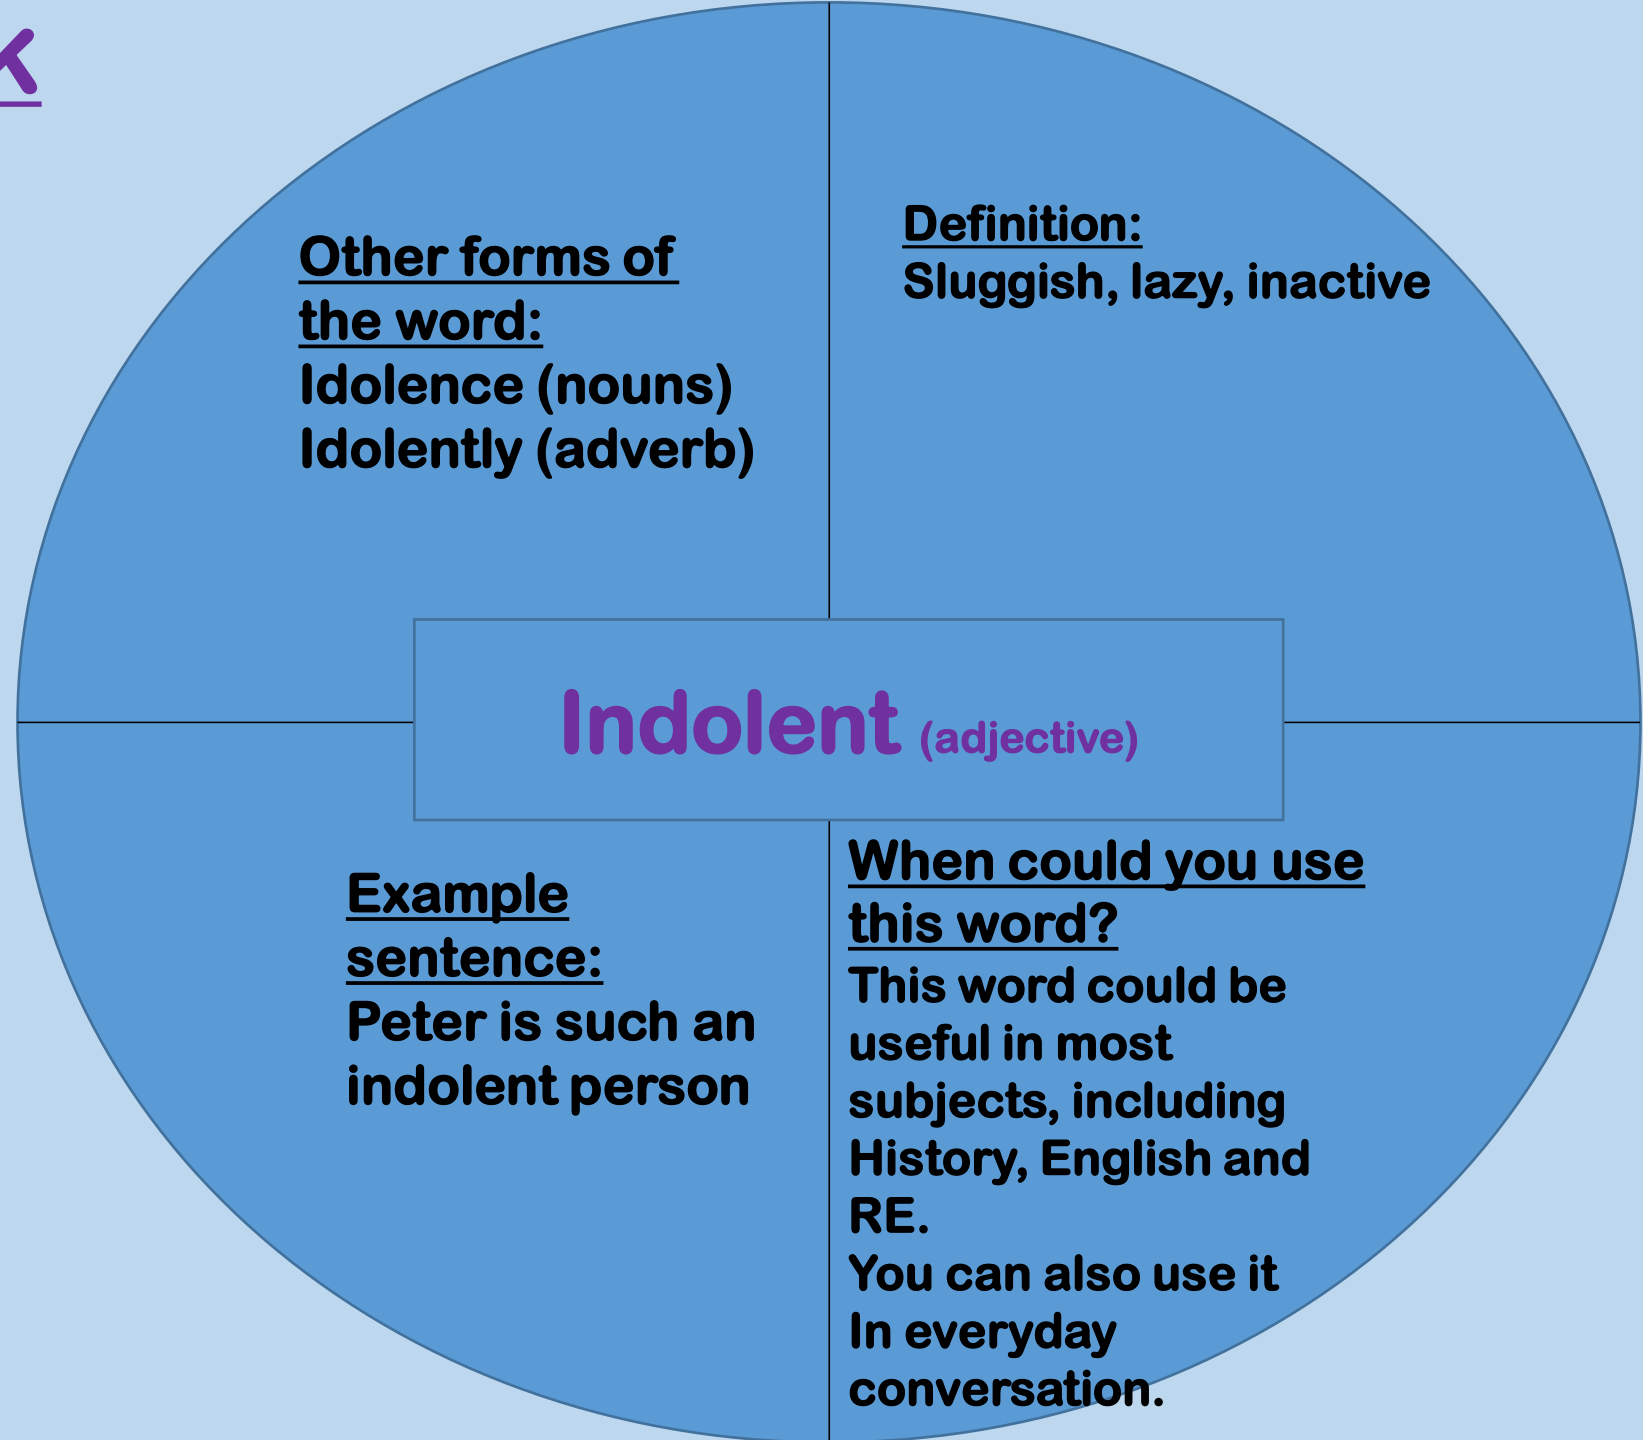 k
Other forms of
the word:
Idolence (nouns)
Idolently (adverb)
Definition:
Sluggish, lazy, inactive
Indolent (adjective)
Example
sentence:
Peter is such an
indolent person
When could you use
this word?
This word could be
useful in most
subjects, including
History, English and
RE.
You can also use it
In everyday
conversation.